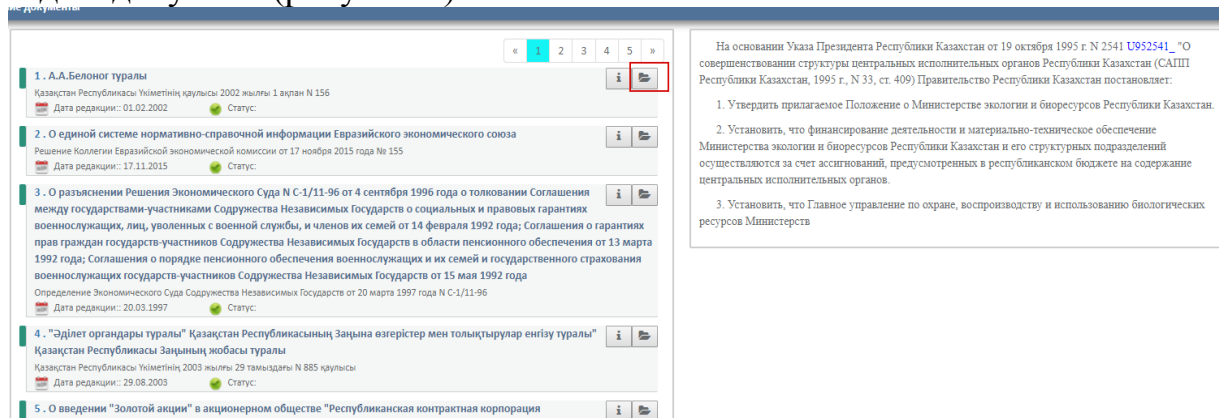 документы
« 1 2 3 4 5 »
1 . А.А.Белоног туралы
Қазақстан Республикасы Үкіметінің қаулысы 2002 жылғы 1 ақпан N 156
Дата редакции:: 01.02.2002 Статус:
2 . О единой системе нормативно-справочной информации Евразийского экономического союза
Решение Коллегии Евразийской экономической комиссии от 17 ноября 2015 года № 155
Дата редакции:: 17.11.2015 Статус:
3 . О разъяснении Решения Экономического Суда N С-1/11-96 от 4 сентября 1996 года о толковании Соглашения
между государствами-участниками Содружества Независимых Государств о социальных и правовых гарантиях
военнослужащих, лиц, уволенных с военной службы, и членов их семей от 14 февраля 1992 года; Соглашения о гарантиях
прав граждан государств-участников Содружества Независимых Государств в области пенсионного обеспечения от 13 марта
1992 года; Соглашения о порядке пенсионного обеспечения военнослужащих и их семей и государственного страхования
военнослужащих государств-участников Содружества Независимых Государств от 15 мая 1992 года
Определение Экономического Суда Содружества Независимых Государств от 20 марта 1997 года N С-1/11-96
Дата редакции:: 20.03.1997 Статус:
4 . "Әділет органдары туралы" Қазақстан Республикасының Заңына өзгерістер мен толықтырулар енгізу туралы"
Қазақстан Республикасы Заңының жобасы туралы
Қазақстан Республикасы Үкіметінің 2003 жылғы 29 тамыздағы N 885 қаулысы
Дата редакции:: 29.08.2003 Статус:
5 . О введении "Золотой акции" в акционерном обществе "Республиканская контрактная корпорация
На основании Указа Президента Республики Казахстан от 19 октября 1995 г. N 2541 U952541_ "О
совершенствовании структуры центральных исполнительных органов Республики Казахстан (САПП
Республики Казахстан, 1995 г., N 33, ст. 409) Правительство Республики Казахстан постановляет:
1. Утвердить прилагаемое Положение о Министерстве экологии и биоресурсов Республики Казахстан.
2. Установить, что финансирование деятельности и материально-техническое обеспечение
Министерства экологии и биоресурсов Республики Казахстан и его структурных подразделений
осуществляются за счет ассигнований, предусмотренных в республиканском бюджете на содержание
центральных исполнительных органов.
3. Установить, что Главное управление по охране, воспроизводству и использованию биологических
ресурсов Министерств